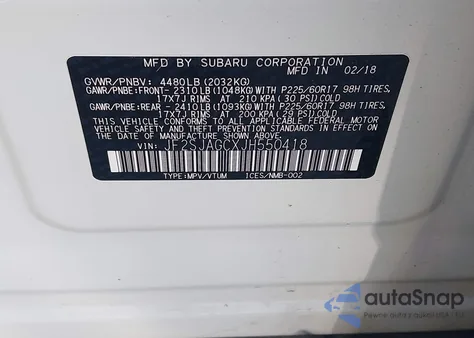 MFD BY SUBARU CORPORATION
GVWR/PNBV: 4480LB (2032KG) IN 02/18
GAWR/PNBE:FRONT- 2310LB (1048KG)WITH P225/60R17 98H TIRES
17X7J RIMS AT 210 KPA (30 PSI)COLD
GAWR/PNBE:REAR - 2410LB (1093KG)WITH P225/60R17 98H TIRES
17X7J RIMS AT 200 KPA (29 PSI)COLD
THIS VEHICLE CONFORMS TO ALL APPLICABLE
FEDERAL MOTOR VEHICLE SAFETY, BUMPER, AND
THEFT PREVENTION STANDARDS IN EFFECT ON THE
DATE OF MANUFACTURE SHOWN ABOVE.
VIN: JF2SJAGCXJH550418
TYPE:MPV/VTUM ICES/NMB-002
autoSnap